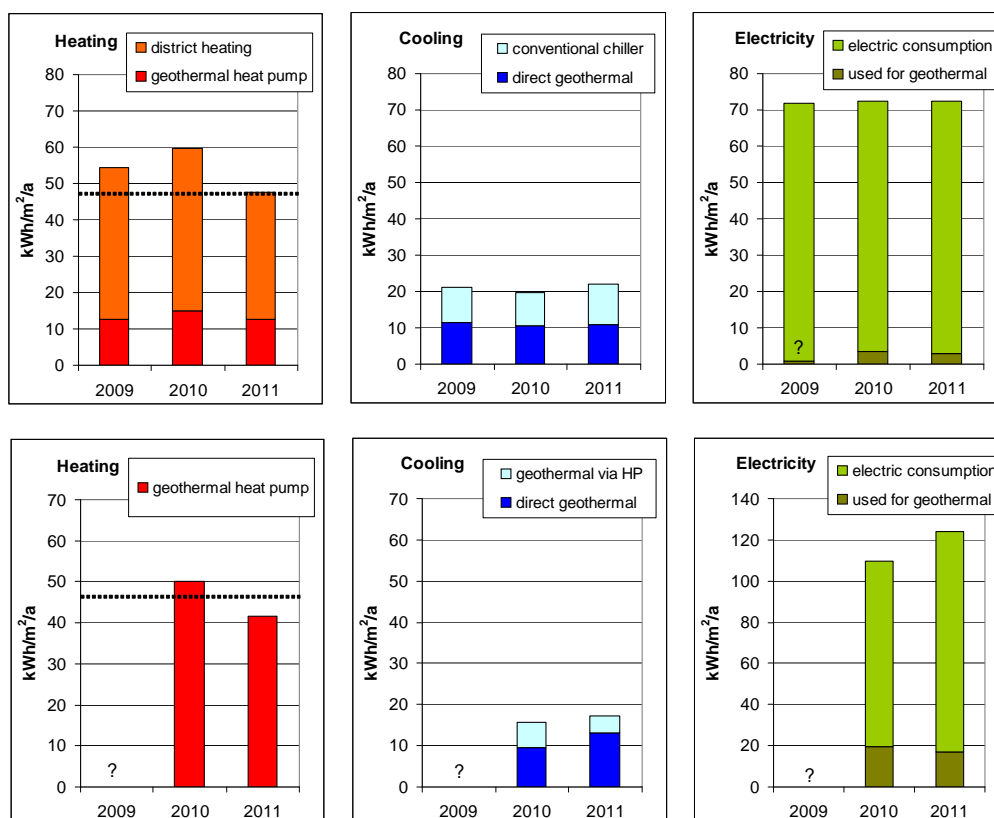 Heating
district heating
geothermal heat pump
80
70
60
50
40
30
20
10
0
kWh/m²/a
2009 2010 2011
Cooling
conventional chiller
direct geothermal
80
70
60
50
40
30
20
10
0
kWh/m²/a
2009 2010 2011
Electricity
electric consumption
used for geothermal
80
70
60
50
40
30
20
10
0
kWh/m²/a
?
2009 2010 2011
Heating
geothermal heat pump
70
60
50
40
30
20
10
0
kWh/m²/a
?
2009 2010 2011
Cooling
geothermal via HP
direct geothermal
70
60
50
40
30
20
10
0
kWh/m²/a
?
2009 2010 2011
Electricity
electric consumption
used for geothermal
140
120
100
80
60
40
20
0
kWh/m²/a
?
2009 2010 2011